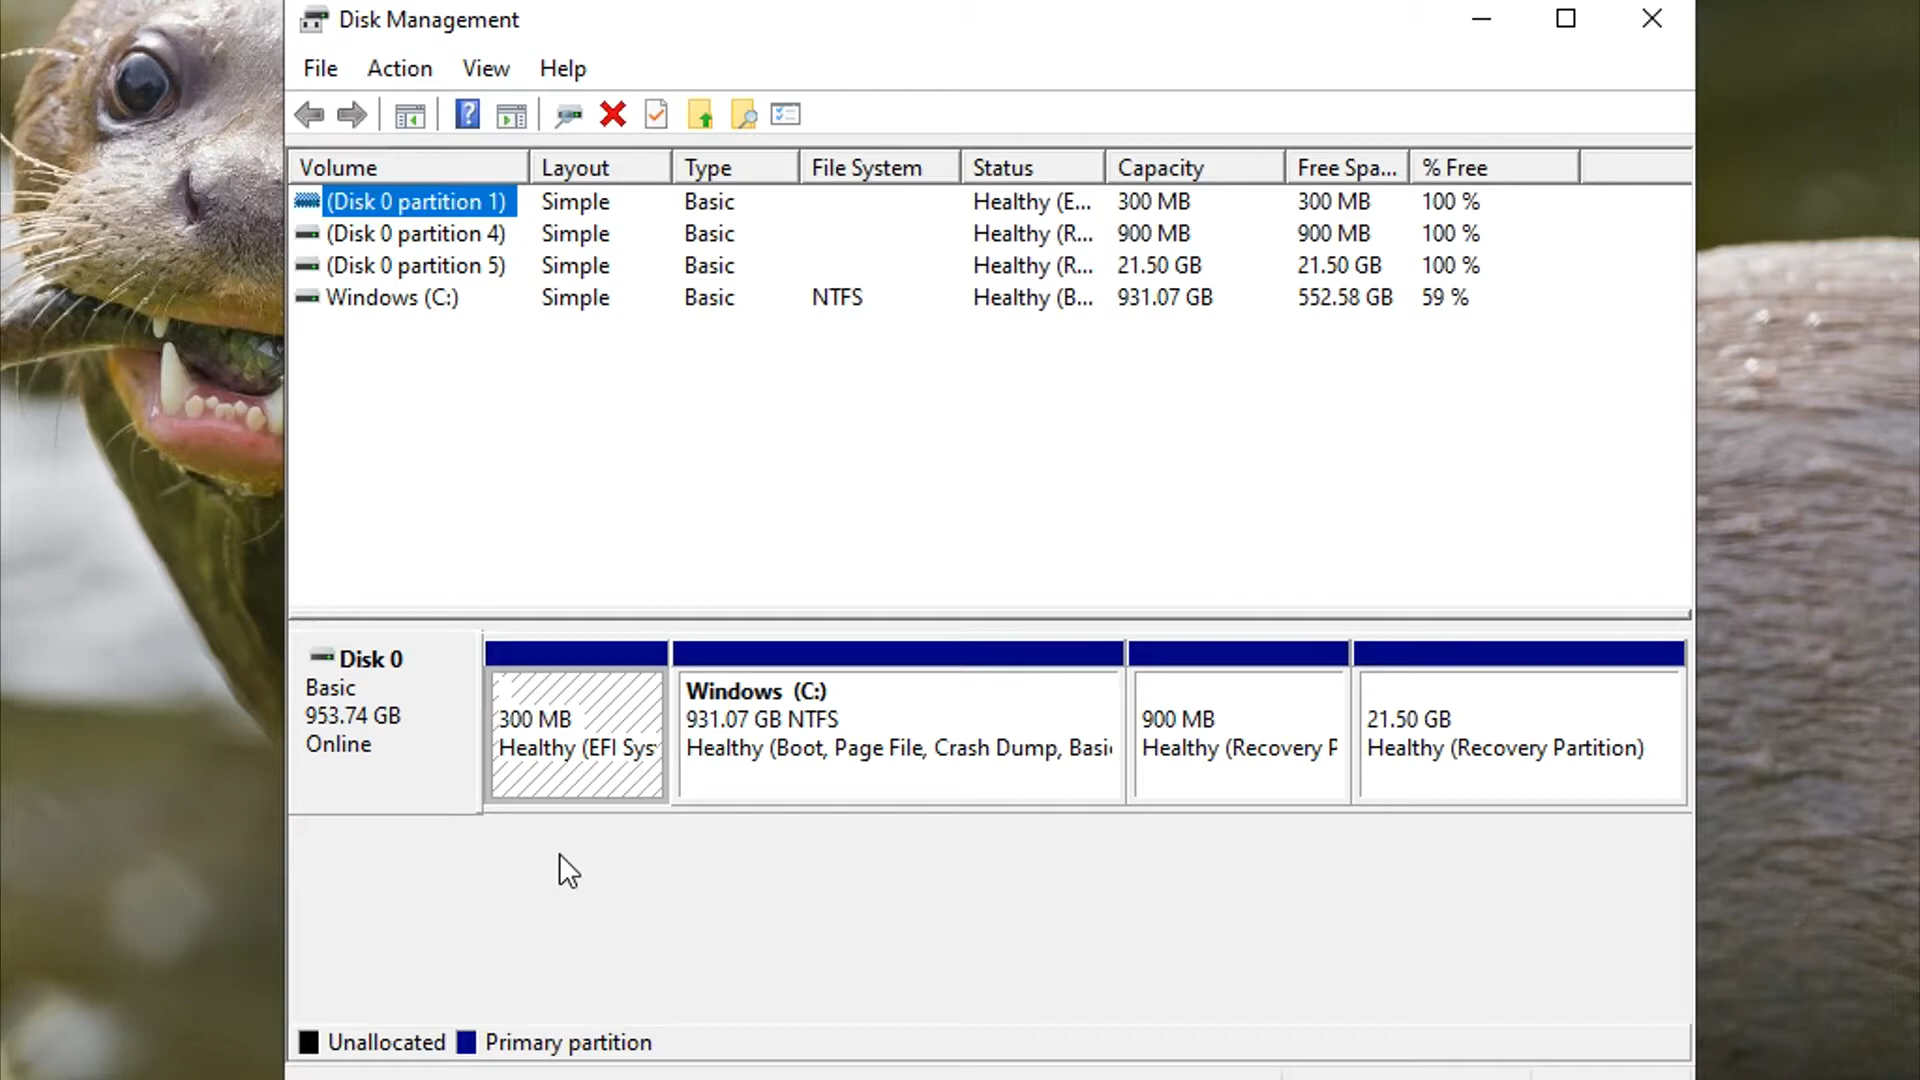 Disk Management
File Action View Help
Volume Layout Type File System Status Capacity Free Spa... % Free
(Disk 0 partition 1) Simple Basic Healthy (E... 300 MB 300 MB 100 %
(Disk 0 partition 4) Simple Basic Healthy (R... 900 MB 900 MB 100 %
(Disk 0 partition 5) Simple Basic Healthy (R... 21.50 GB 21.50 GB 100 %
Windows (C:) Simple Basic NTFS Healthy (B... 931.07 GB 552.58 GB 59 %
Disk 0
Basic
953.74 GB
Online
300 MB
Healthy (EFI Sys
Windows (C:)
931.07 GB NTFS
Healthy (Boot, Page File, Crash Dump, Basi
900 MB
Healthy (Recovery P
21.50 GB
Healthy (Recovery Partition)
Unallocated Primary partition